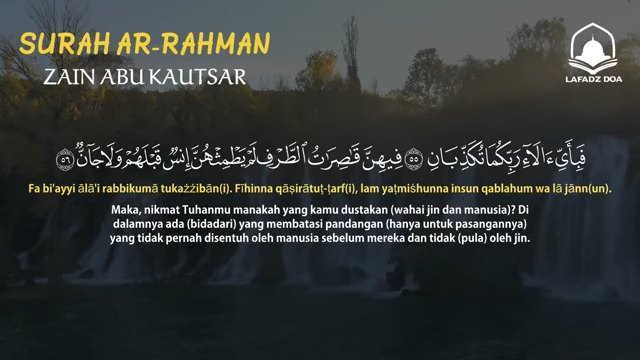 SURAH AR-RAHMAN
ZAIN ABU KAUTSAR
LAFADZ DOA
فَبِأَيِّ ءَالَآءِ رَبِّكُمَا تُكَذِّبَانِ ۝٥٥ فِيهِنَّ قَٰصِرَٰتُ ٱلطَّرْفِ لَمْ يَطْمِثْهُنَّ إِنسٌ قَبْلَهُمْ وَلَا جَآنٌّ ۝٥٦
Fa bi'ayyi ālā'i rabbikumā tukażżibān(i). Fīhinna qāṣirātuṭ-ṭarf(i), lam yaṭmiṡhunna insun qablahum wa lā jānn(un).
Maka, nikmat Tuhanmu manakah yang kamu dustakan (wahai jin dan manusia)? Di
dalamnya ada (bidadari) yang membatasi pandangan (hanya untuk pasangannya)
yang tidak pernah disentuh oleh manusia sebelum mereka dan tidak (pula) oleh jin.